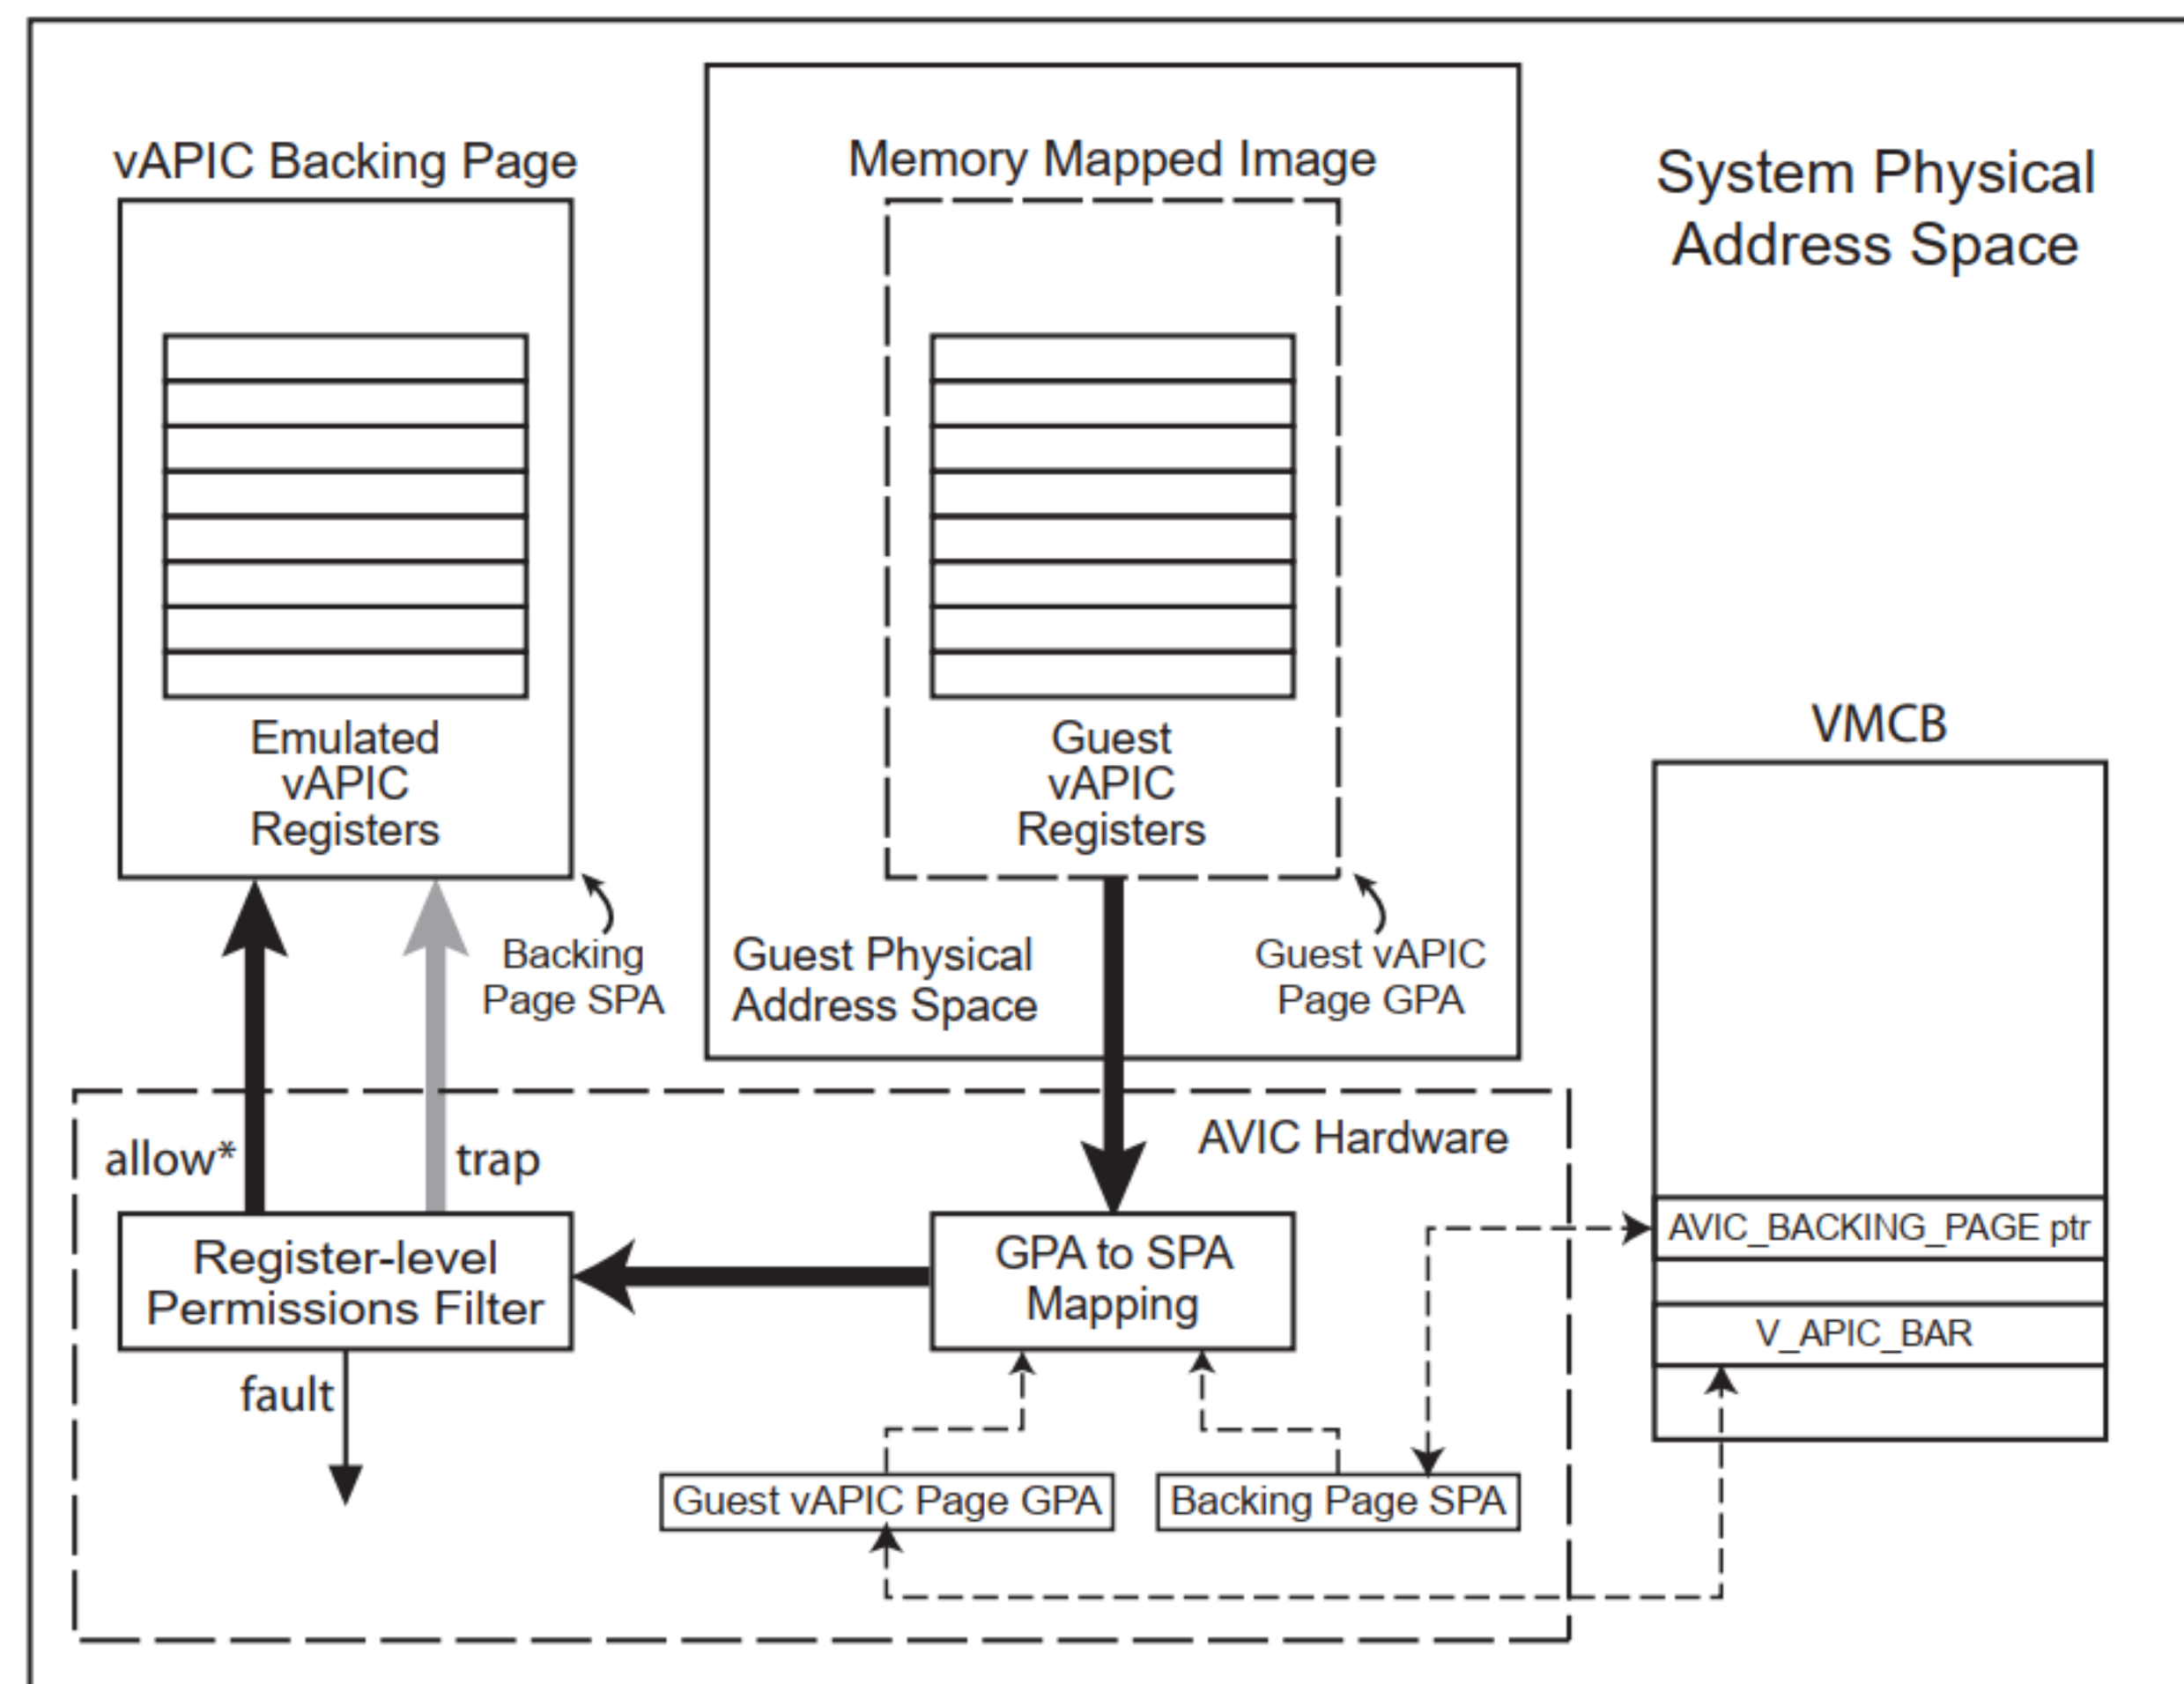 vAPIC Backing Page
Memory Mapped Image
System Physical
Address Space
Emulated
vAPIC
Registers
Guest
vAPIC
Registers
VMCB
Backing
Page SPA
Guest Physical
Address Space
Guest vAPIC
Page GPA
AVIC Hardware
allow*
trap
Register-level
Permissions Filter
GPA to SPA
Mapping
AVIC_BACKING_PAGE ptr
V_APIC_BAR
fault
Guest vAPIC Page GPA
Backing Page SPA